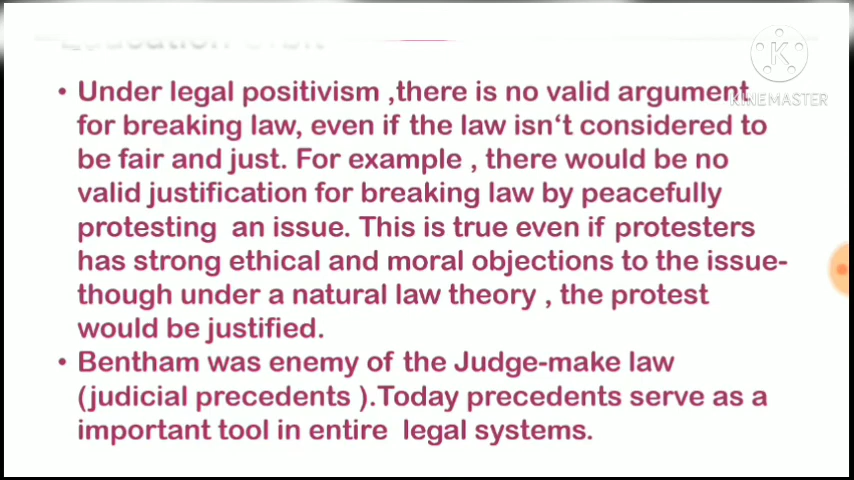 • Under legal positivism ,there is no valid argument
for breaking law, even if the law isn‘t considered to
be fair and just. For example , there would be no
valid justification for breaking law by peacefully
protesting an issue. This is true even if protesters
has strong ethical and moral objections to the issue-
though under a natural law theory , the protest
would be justified.
• Bentham was enemy of the Judge-make law
(judicial precedents ).Today precedents serve as a
important tool in entire legal systems.
K
KINEMASTER